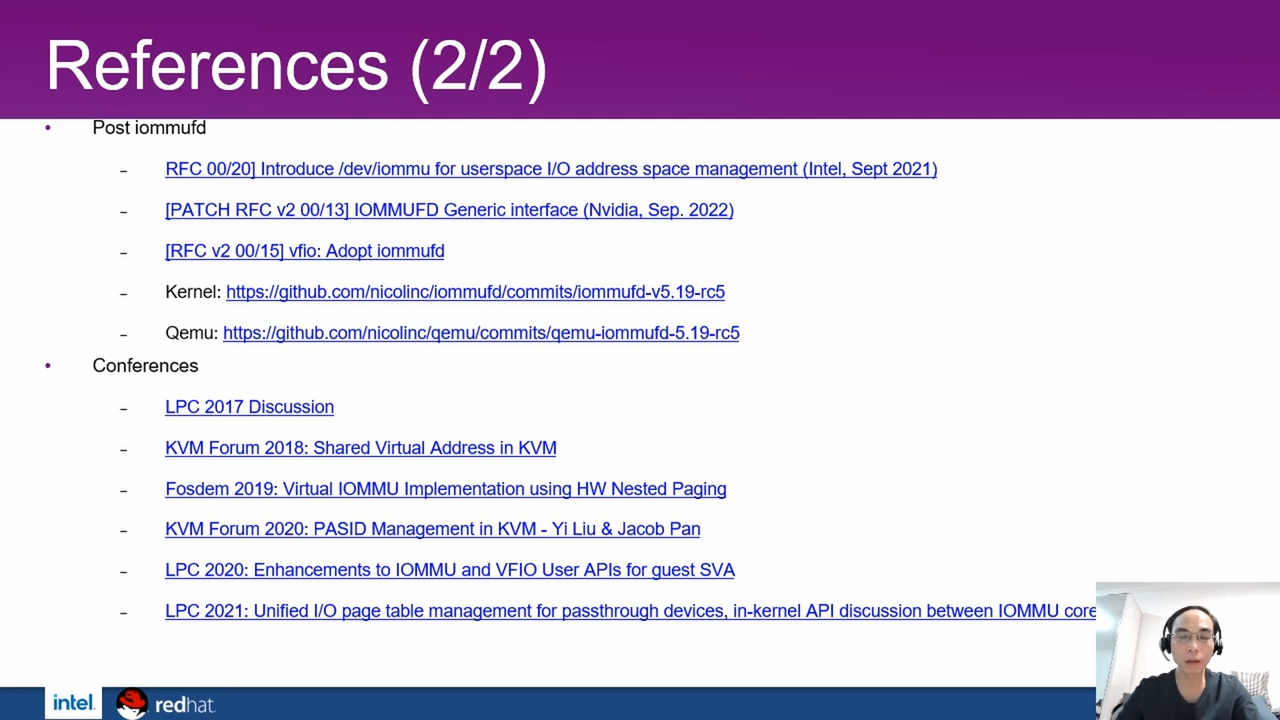 References (2/2)
• Post iommufd
– RFC 00/20] Introduce /dev/iommu for userspace I/O address space management (Intel, Sept 2021)
– [PATCH RFC v2 00/13] IOMMUFD Generic interface (Nvidia, Sep. 2022)
– [RFC v2 00/15] vfio: Adopt iommufd
– Kernel: https://github.com/nicolinc/iommufd/commits/iommufd-v5.19-rc5
– Qemu: https://github.com/nicolinc/qemu/commits/qemu-iommufd-5.19-rc5
• Conferences
– LPC 2017 Discussion
– KVM Forum 2018: Shared Virtual Address in KVM
– Fosdem 2019: Virtual IOMMU Implementation using HW Nested Paging
– KVM Forum 2020: PASID Management in KVM - Yi Liu & Jacob Pan
– LPC 2020: Enhancements to IOMMU and VFIO User APIs for guest SVA
– LPC 2021: Unified I/O page table management for passthrough devices, in-kernel API discussion between IOMMU core
intel. redhat.